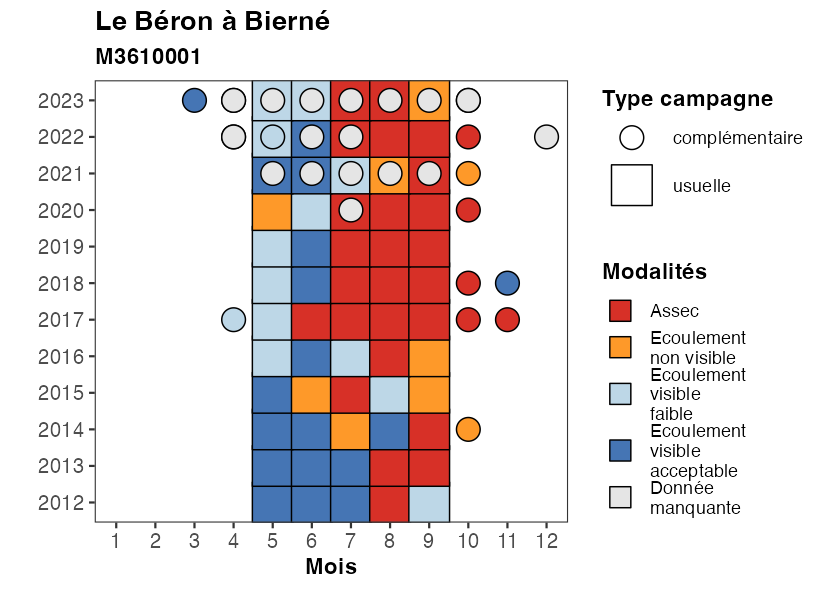 Le Béron à Bierné
M3610001
2023
2022
2021
2020
2019
2018
2017
2016
2015
2014
2013
2012
1 2 3 4 5 6 7 8 9 10 11 12
Mois
Type campagne
complémentaire
usuelle
Modalités
Assec
Ecoulement
non visible
Ecoulement
visible
faible
Ecoulement
visible
acceptable
Donnée
manquante